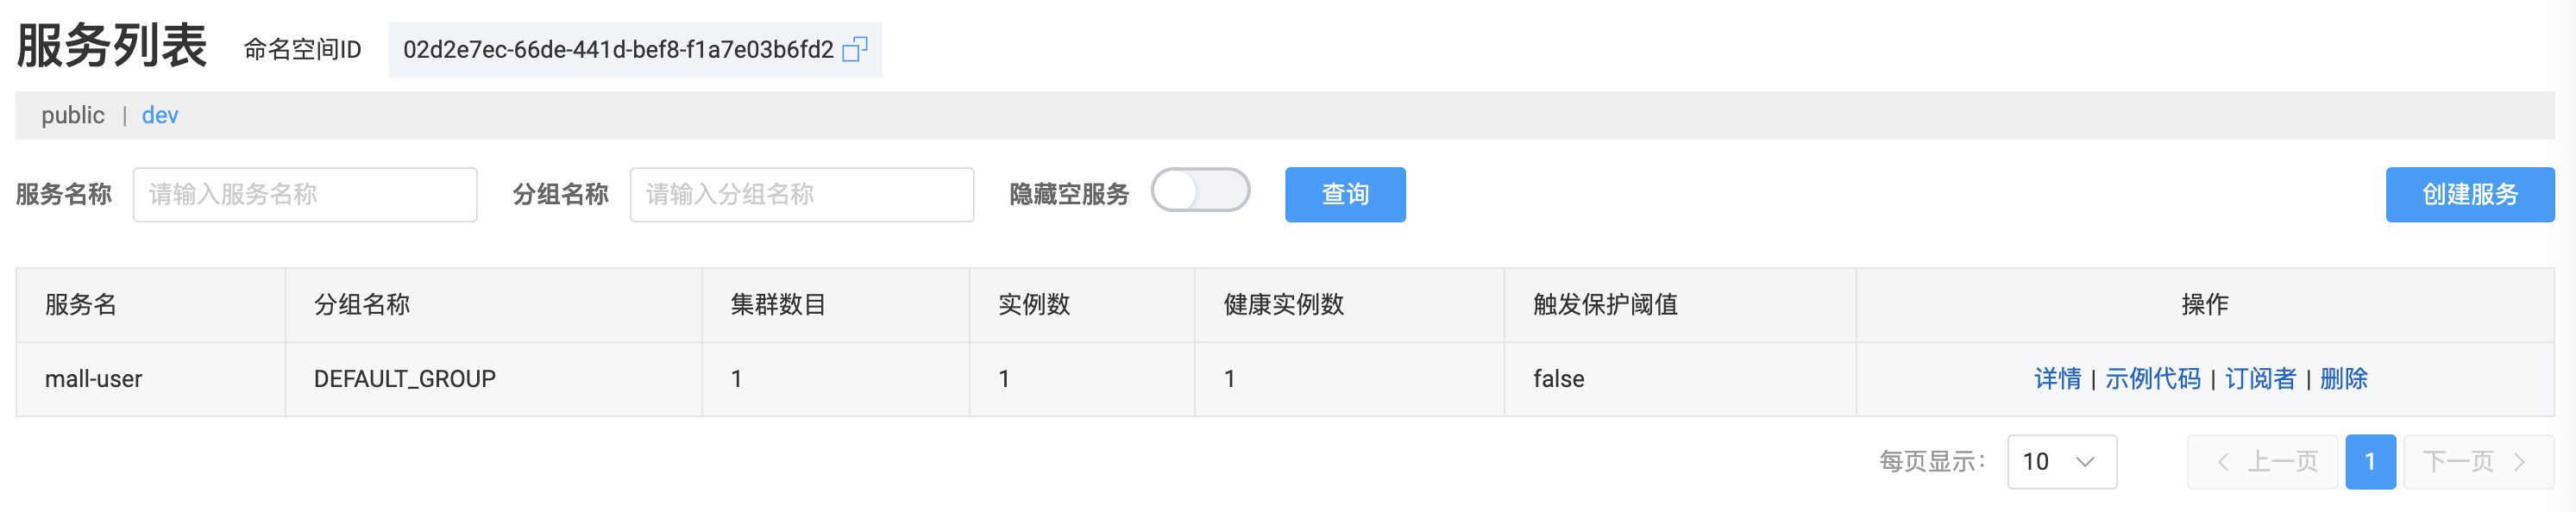 服务列表 命名空间ID 02d2e7ec-66de-441d-bef8-f1a7e03b6fd2
public | dev
服务名称 请输入服务名称 分组名称 请输入分组名称 隐藏空服务 查询 创建服务
服务名 分组名称 集群数目 实例数 健康实例数 触发保护阈值 操作
mall-user DEFAULT_GROUP 1 1 1 false 详情 | 示例代码 | 订阅者 | 删除
每页显示: 10 上一页 1 下一页